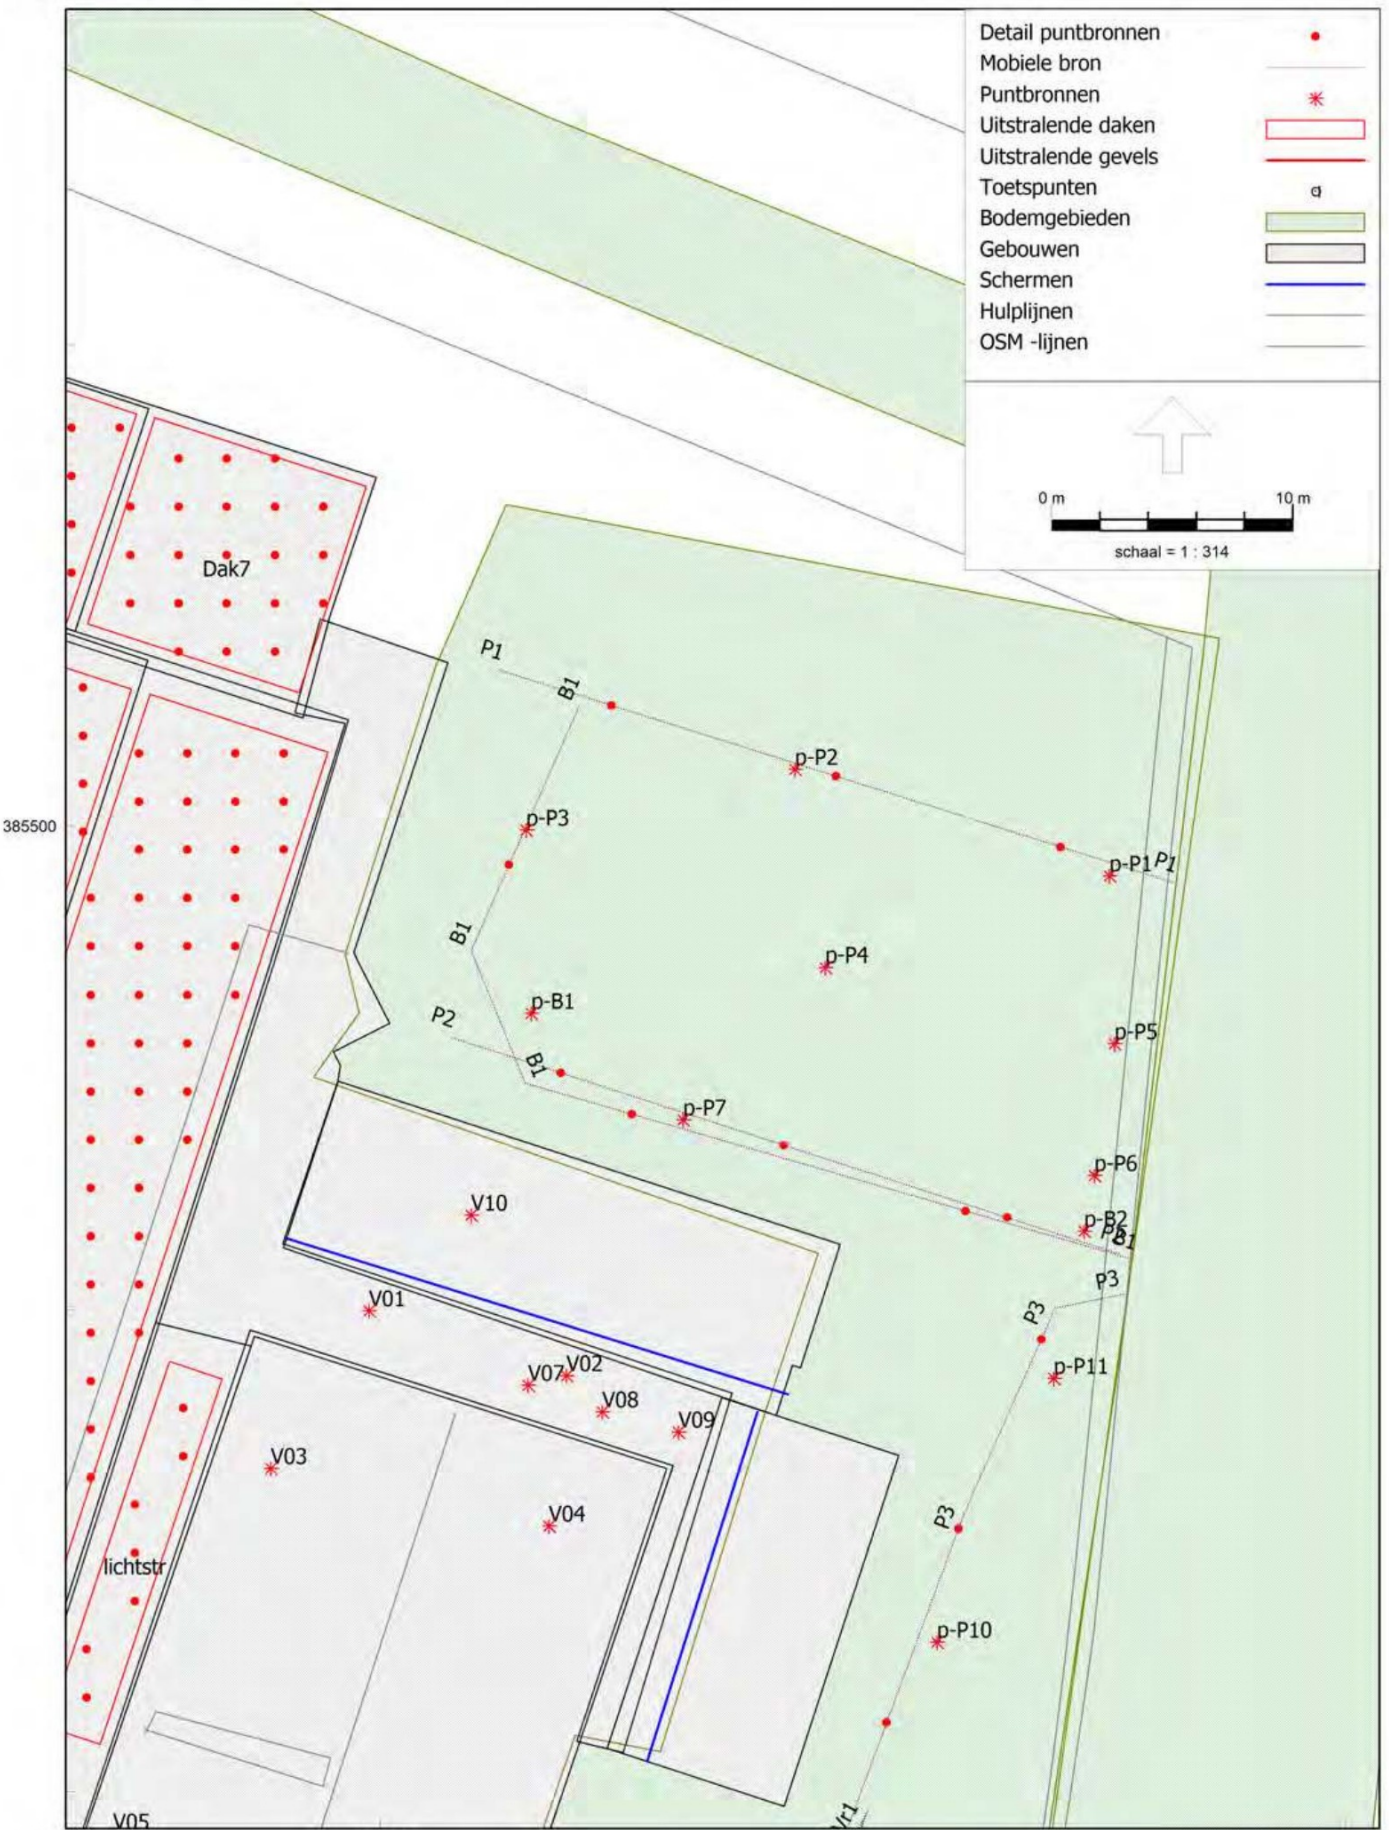 Detail puntbronnen
Mobiele bron
Puntbronnen
Uitstralende daken
Uitstralende gevels
Toetspunten
Bodemgebieden
Gebouwen
Schermen
Hulplijnen
OSM -lijnen
0 m 10 m
schaal = 1 : 314
Dak7
P1
B1
p-P2
p-P3
385500
p-P1
P1
B1
p-P4
p-B1
P2
p-P5
B1
p-P7
p-P6
V10
p-B2
B1
P3
V01
P3
p-P11
V02
V07
V08
V09
V03
V04
P3
lichtstr
p-P10
V05